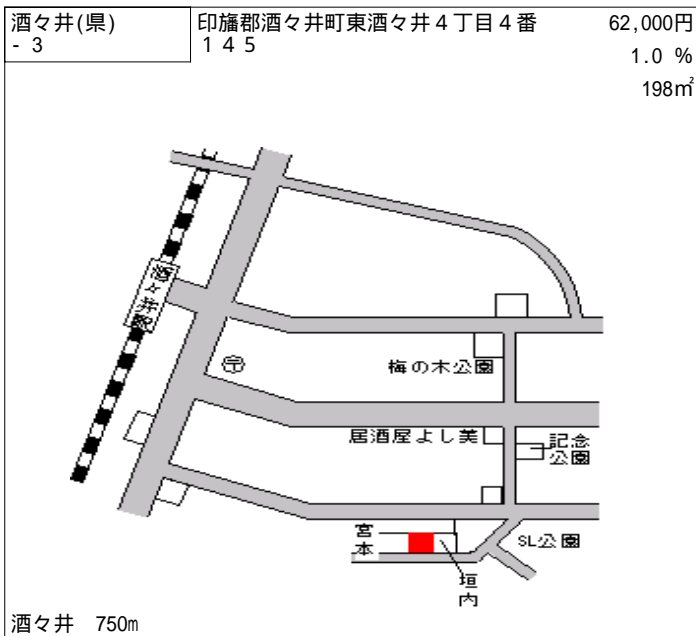 酒々井(県)
- 3
印旛郡酒々井町東酒々井４丁目４番
１４５
62,000円
1.0 %
198㎡
酒々井駅
〒
梅の木公園
居酒屋よし美
記念
公園
宮
本
SL公園
垣
内
酒々井 750m